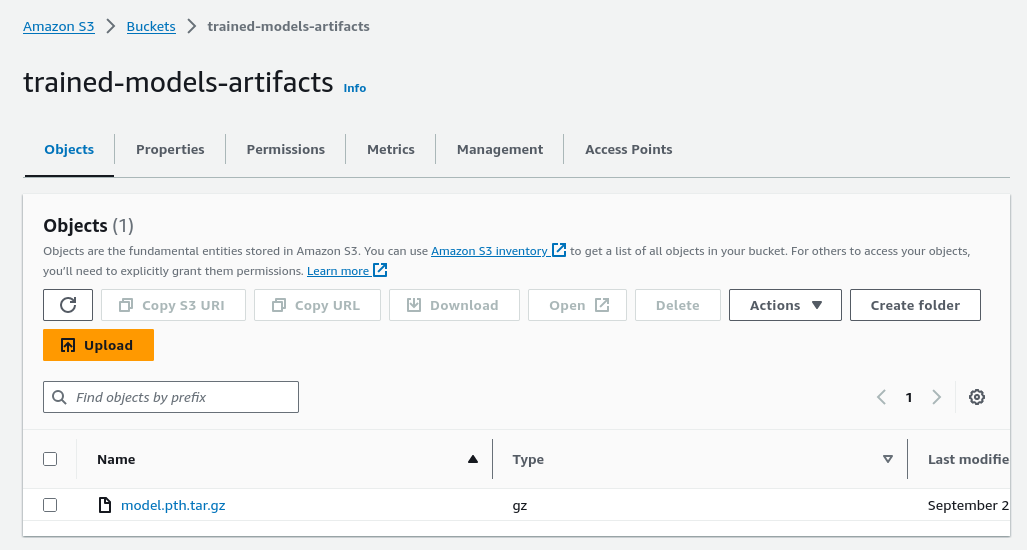 Amazon S3 Buckets trained-models-artifacts
trained-models-artifacts Info
Objects Properties Permissions Metrics Management Access Points
Objects (1)
Objects are the fundamental entities stored in Amazon S3. You can use Amazon S3 inventory to get a list of all objects in your bucket. For others to access your objects,
you'll need to explicitly grant them permissions. Learn more
Copy S3 URI Copy URL Download Open Delete Actions Create folder
Upload
Find objects by prefix 1
Name Type Last modifie
model.pth.tar.gz gz September 2